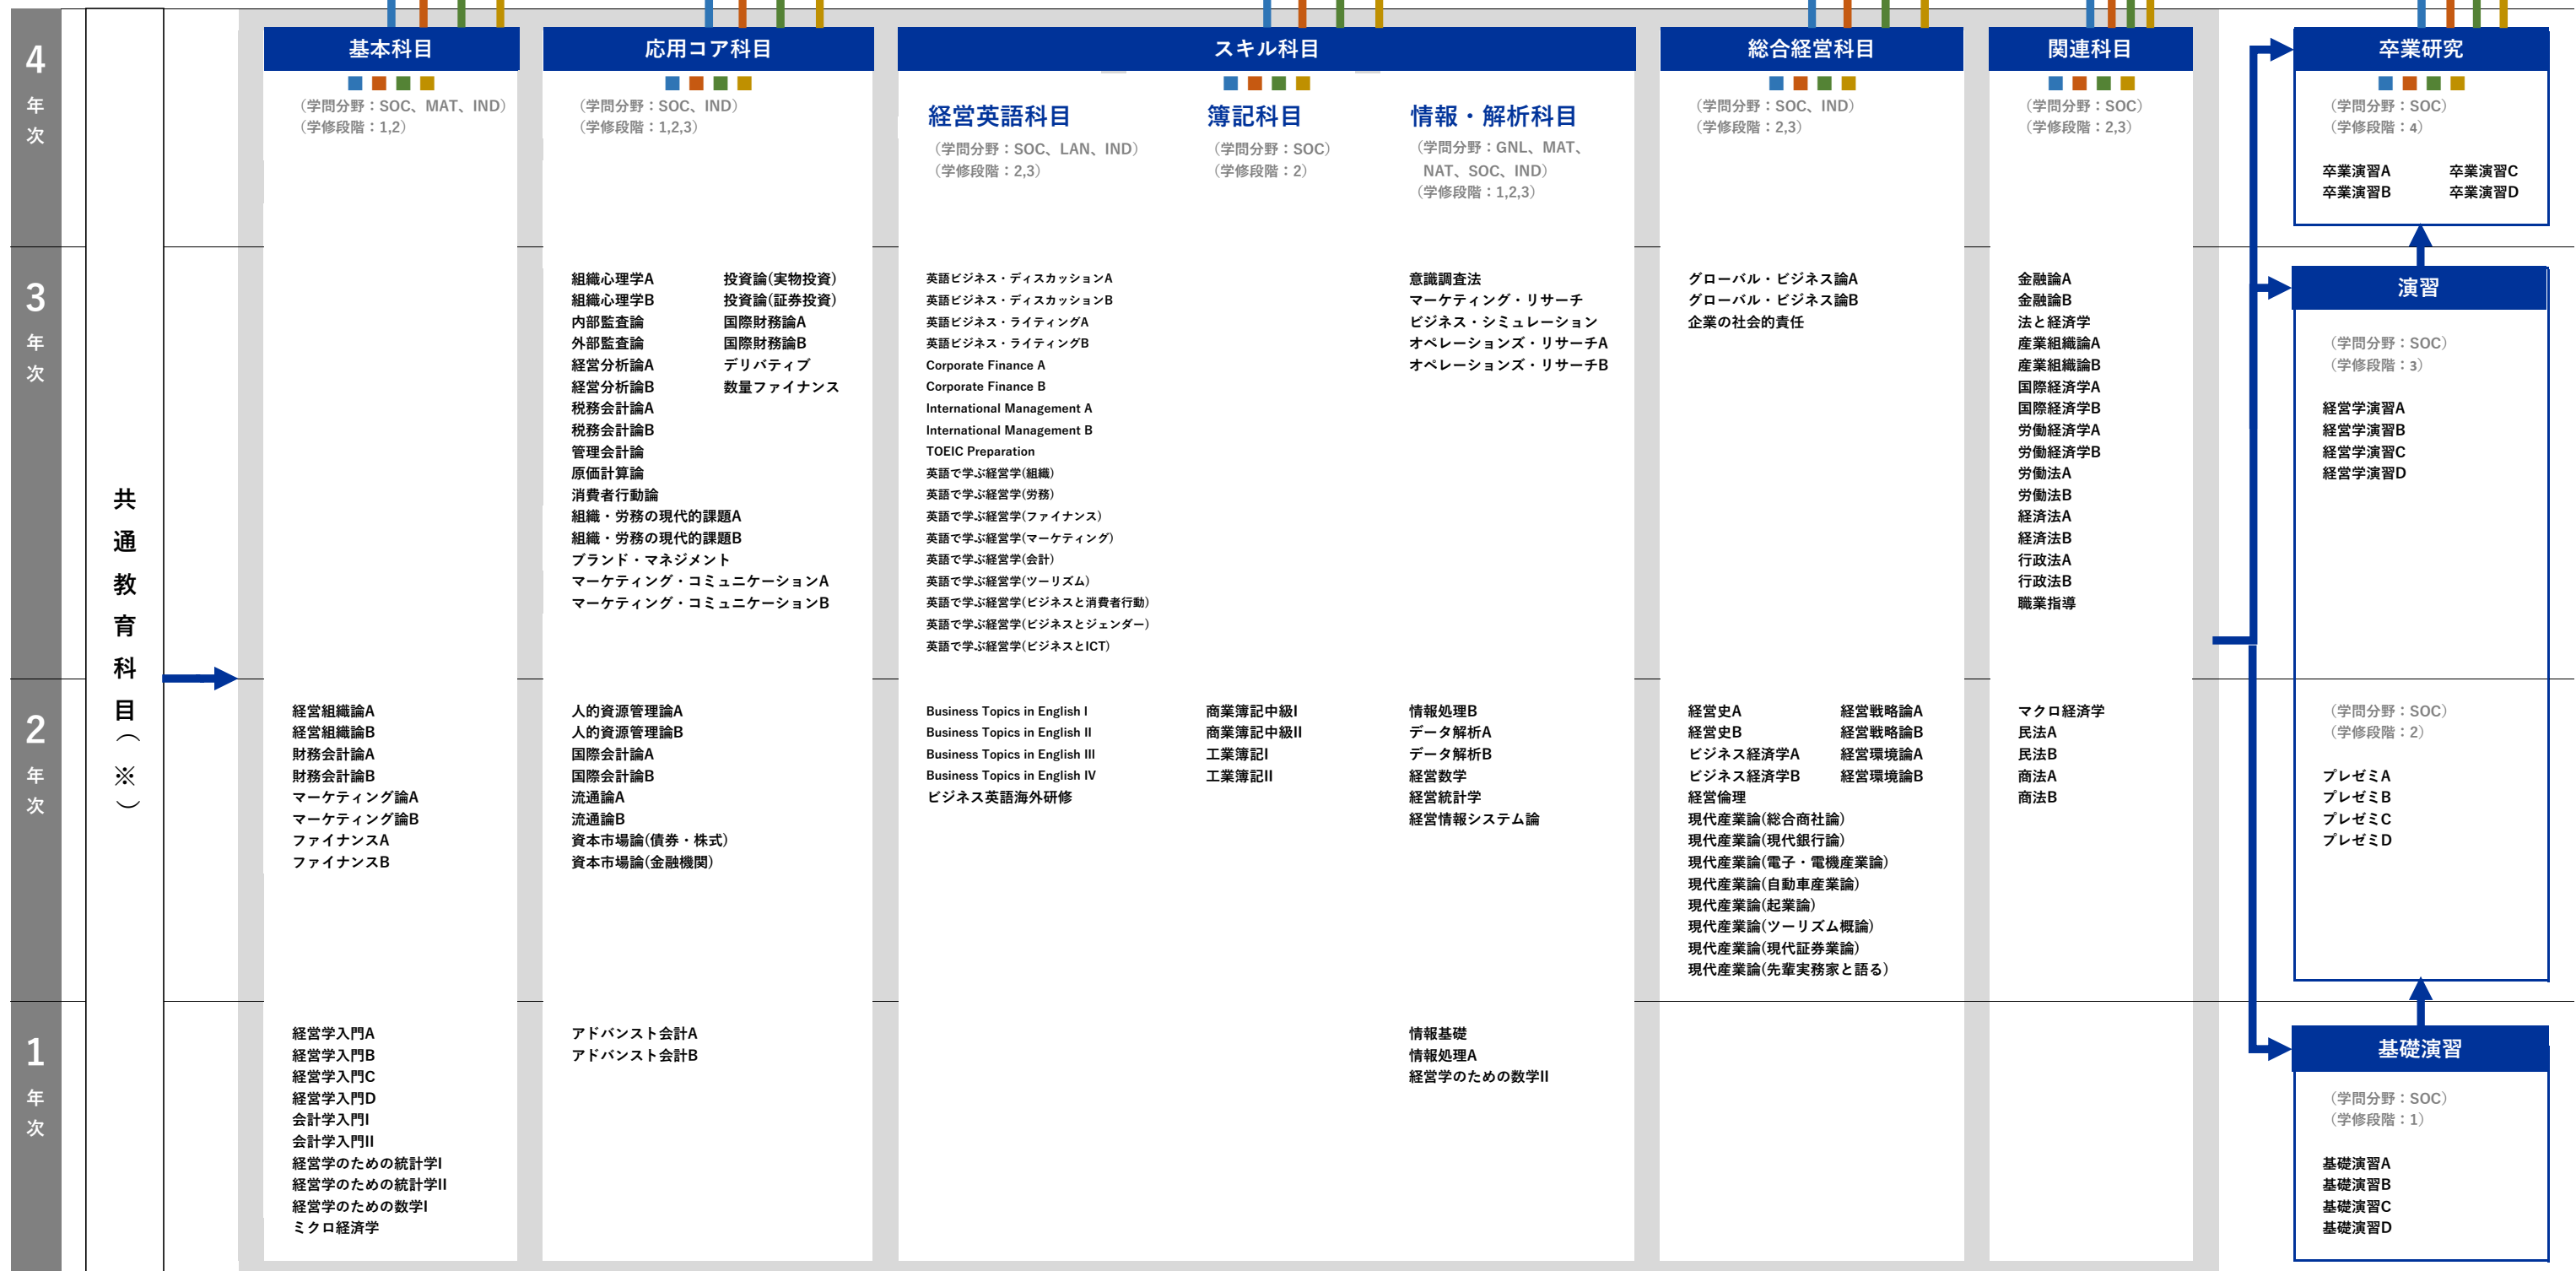 4
年
次
3
年
次
2
年
次
1
年
次
共通教育科目（※）
基本科目
（学問分野：SOC、MAT、IND）
（学修段階：1,2）
経営組織論A
経営組織論B
財務会計論A
財務会計論B
マーケティング論A
マーケティング論B
ファイナンスA
ファイナンスB
経営学入門A
経営学入門B
経営学入門C
経営学入門D
会計学入門I
会計学入門II
経営学のための統計学I
経営学のための統計学II
経営学のための数学I
ミクロ経済学
応用コア科目
（学問分野：SOC、IND）
（学修段階：1,2,3）
組織心理学A
組織心理学B
内部監査論
外部監査論
経営分析論A
経営分析論B
税務会計論A
税務会計論B
管理会計論
原価計算論
消費者行動論
組織・労務の現代的課題A
組織・労務の現代的課題B
ブランド・マネジメント
マーケティング・コミュニケーションA
マーケティング・コミュニケーションB
投資論(実物投資)
投資論(証券投資)
国際財務論A
国際財務論B
デリバティブ
数量ファイナンス
人的資源管理論A
人的資源管理論B
国際会計論A
国際会計論B
流通論A
流通論B
資本市場論(債券・株式)
資本市場論(金融機関)
アドバンスト会計A
アドバンスト会計B
スキル科目
経営英語科目
（学問分野：SOC、LAN、IND）
（学修段階：2,3）
英語ビジネス・ディスカッションA
英語ビジネス・ディスカッションB
英語ビジネス・ライティングA
英語ビジネス・ライティングB
Corporate Finance A
Corporate Finance B
International Management A
International Management B
TOEIC Preparation
英語で学ぶ経営学(組織)
英語で学ぶ経営学(労務)
英語で学ぶ経営学(ファイナンス)
英語で学ぶ経営学(マーケティング)
英語で学ぶ経営学(会計)
英語で学ぶ経営学(ツーリズム)
英語で学ぶ経営学(ビジネスと消費者行動)
英語で学ぶ経営学(ビジネスとジェンダー)
英語で学ぶ経営学(ビジネスとICT)
Business Topics in English I
Business Topics in English II
Business Topics in English III
Business Topics in English IV
ビジネス英語海外研修
簿記科目
（学問分野：SOC）
（学修段階：2）
商業簿記中級I
商業簿記中級II
工業簿記I
工業簿記II
情報・解析科目
（学問分野：GNL、MAT、
NAT、SOC、IND）
（学修段階：1,2,3）
意識調査法
マーケティング・リサーチ
ビジネス・シミュレーション
オペレーションズ・リサーチA
オペレーションズ・リサーチB
情報処理B
データ解析A
データ解析B
経営数学
経営統計学
経営情報システム論
情報基礎
情報処理A
経営学のための数学II
総合経営科目
（学問分野：SOC、IND）
（学修段階：2,3）
グローバル・ビジネス論A
グローバル・ビジネス論B
企業の社会的責任
経営史A
経営史B
ビジネス経済学A
ビジネス経済学B
経営倫理
現代産業論(総合商社論)
現代産業論(現代銀行論)
現代産業論(電子・電機産業論)
現代産業論(自動車産業論)
現代産業論(起業論)
現代産業論(ツーリズム概論)
現代産業論(現代証券業論)
現代産業論(先輩実務家と語る)
経営戦略論A
経営戦略論B
経営環境論A
経営環境論B
関連科目
（学問分野：SOC）
（学修段階：2,3）
金融論A
金融論B
法と経済学
産業組織論A
産業組織論B
国際経済学A
国際経済学B
労働経済学A
労働経済学B
労働法A
労働法B
経済法A
経済法B
行政法A
行政法B
職業指導
マクロ経済学
民法A
民法B
商法A
商法B
卒業研究
（学問分野：SOC）
（学修段階：4）
卒業演習A
卒業演習B
卒業演習C
卒業演習D
演習
（学問分野：SOC）
（学修段階：3）
経営学演習A
経営学演習B
経営学演習C
経営学演習D
（学問分野：SOC）
（学修段階：2）
プレゼミA
プレゼミB
プレゼミC
プレゼミD
基礎演習
（学問分野：SOC）
（学修段階：1）
基礎演習A
基礎演習B
基礎演習C
基礎演習D